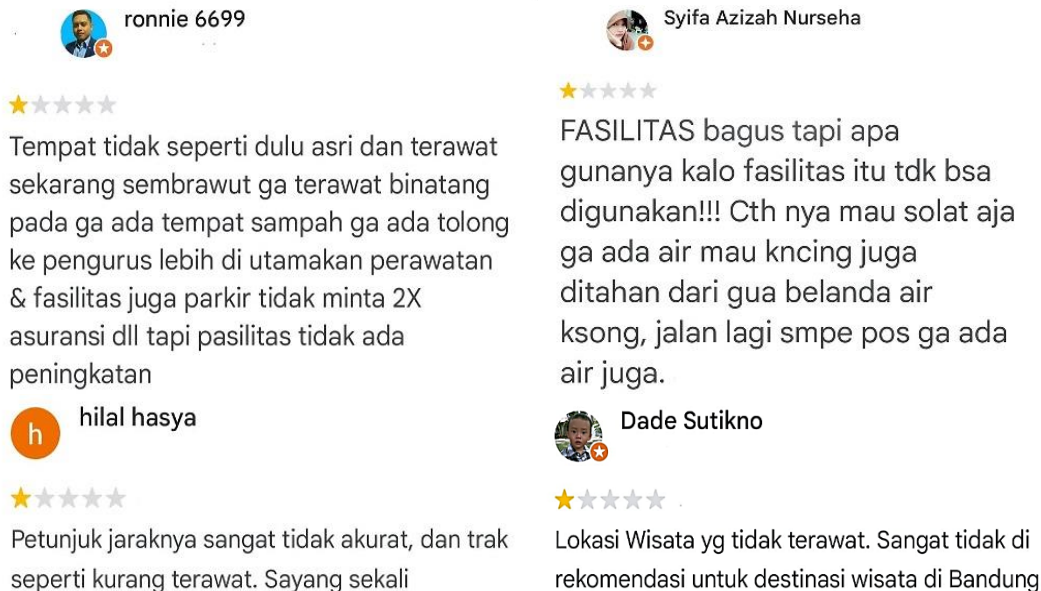 ronnie 6699
Tempat tidak seperti dulu asri dan terawat
sekarang sembrawut ga terawat binatang
pada ga ada tempat sampah ga ada tolong
ke pengurus lebih di utamakan perawatan
& fasilitas juga parkir tidak minta 2X
asuransi dll tapi pasilitas tidak ada
peningkatan
Syifa Azizah Nurseha
FASILITAS bagus tapi apa
gunanya kalo fasilitas itu tdk bsa
digunakan!!! Cth nya mau solat aja
ga ada air mau kncing juga
ditahan dari gua belanda air
ksong, jalan lagi smpe pos ga ada
air juga.
h
hilal hasya
Petunjuk jaraknya sangat tidak akurat, dan trak
seperti kurang terawat. Sayang sekali
Dade Sutikno
Lokasi Wisata yg tidak terawat. Sangat tidak di
rekomendasi untuk destinasi wisata di Bandung